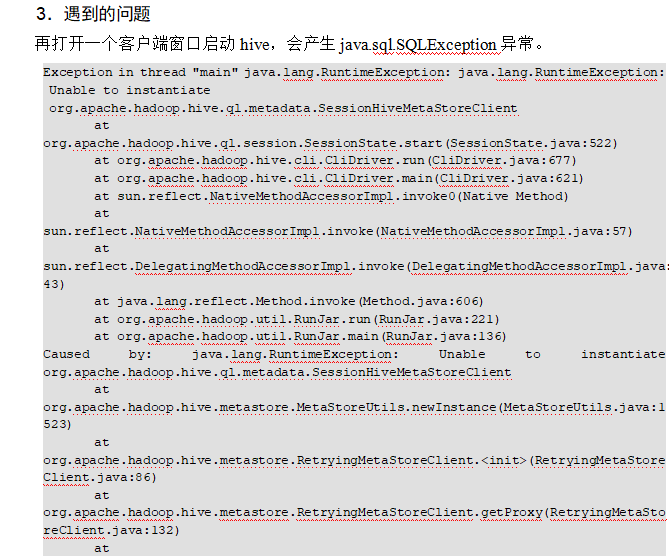 3．遇到的问题
再打开一个客户端窗口启动 hive，会产生 java.sql.SQLException 异常。
Exception in thread "main" java.lang.RuntimeException: java.lang.RuntimeException:
Unable to instantiate
org.apache.hadoop.hive.ql.metadata.SessionHiveMetaStoreClient
at
org.apache.hadoop.hive.ql.session.SessionState.start(SessionState.java:522)
at org.apache.hadoop.hive.cli.CliDriver.run(CliDriver.java:677)
at org.apache.hadoop.hive.cli.CliDriver.main(CliDriver.java:621)
at sun.reflect.NativeMethodAccessorImpl.invoke0(Native Method)
at
sun.reflect.NativeMethodAccessorImpl.invoke(NativeMethodAccessorImpl.java:57)
at
sun.reflect.DelegatingMethodAccessorImpl.invoke(DelegatingMethodAccessorImpl.java:
43)
at java.lang.reflect.Method.invoke(Method.java:606)
at org.apache.hadoop.util.RunJar.run(RunJar.java:221)
at org.apache.hadoop.util.RunJar.main(RunJar.java:136)
Caused by: java.lang.RuntimeException: Unable to instantiate
org.apache.hadoop.hive.ql.metadata.SessionHiveMetaStoreClient
at
org.apache.hadoop.hive.metastore.MetaStoreUtils.newInstance(MetaStoreUtils.java:1
523)
at
org.apache.hadoop.hive.metastore.RetryingMetaStoreClient.<init>(RetryingMetaStore
Client.java:86)
at
org.apache.hadoop.hive.metastore.RetryingMetaStoreClient.getProxy(RetryingMetaSto
reClient.java:132)
at